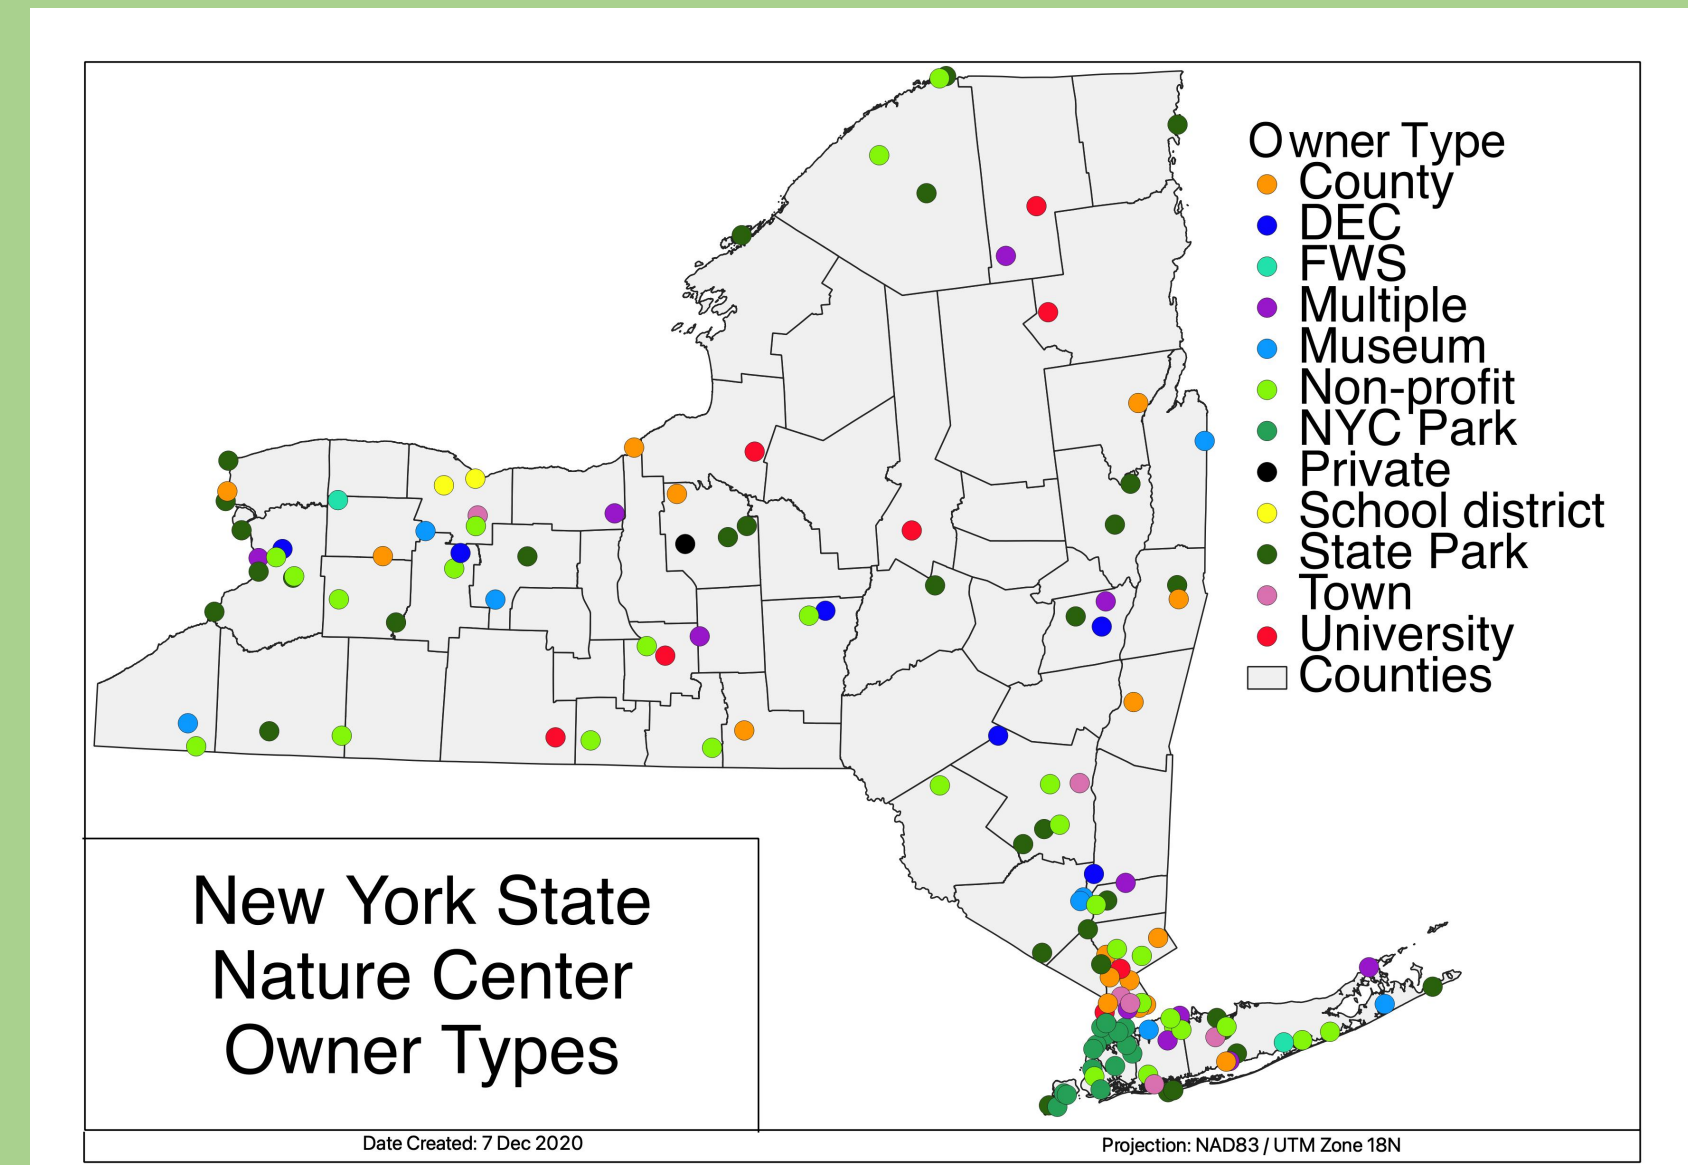 Owner Type
County
DEC
FWS
Multiple
Museum
Non-profit
NYC Park
Private
School district
State Park
Town
University
Counties
New York State
Nature Center
Owner Types
Date Created: 7 Dec 2020
Projection: NAD83 / UTM Zone 18N